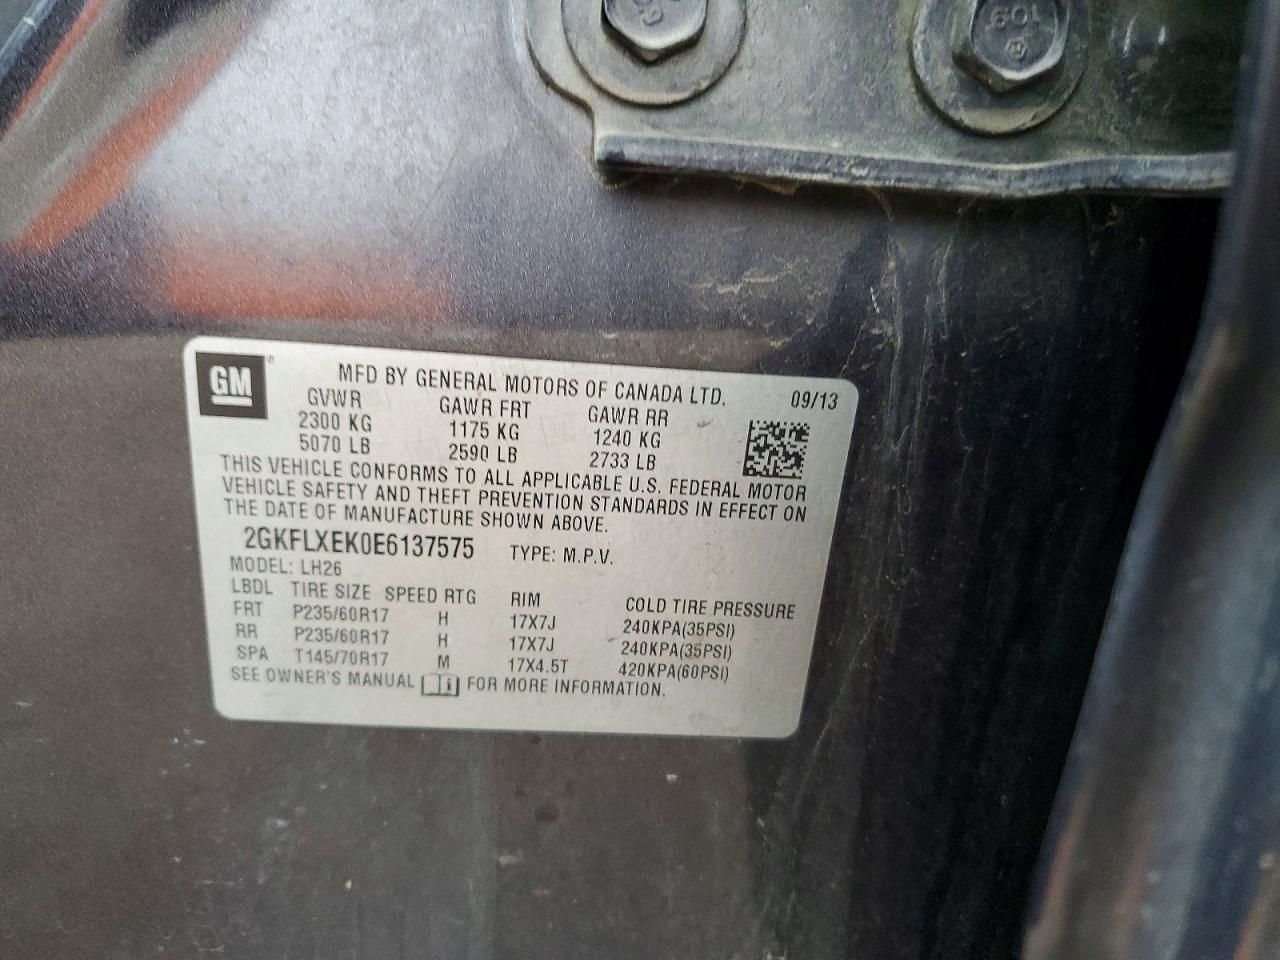 GM
MFD BY GENERAL MOTORS OF CANADA LTD. 09/13
GVWR GAWR FRT GAWR RR
2300 KG 1175 KG 1240 KG
5070 LB 2590 LB 2733 LB
THIS VEHICLE CONFORMS TO ALL APPLICABLE U.S. FEDERAL MOTOR
VEHICLE SAFETY AND THEFT PREVENTION STANDARDS IN EFFECT ON
THE DATE OF MANUFACTURE SHOWN ABOVE.
2GKFLXEK0E6137575 TYPE: M.P.V.
MODEL: LH26
LBDL TIRE SIZE SPEED RTG RIM COLD TIRE PRESSURE
FRT P235/60R17 H 17X7J 240KPA(35PSI)
RR P235/60R17 H 17X7J 240KPA(35PSI)
SPA T145/70R17 M 17X4.5T 420KPA(60PSI)
SEE OWNER'S MANUAL FOR MORE INFORMATION.
109